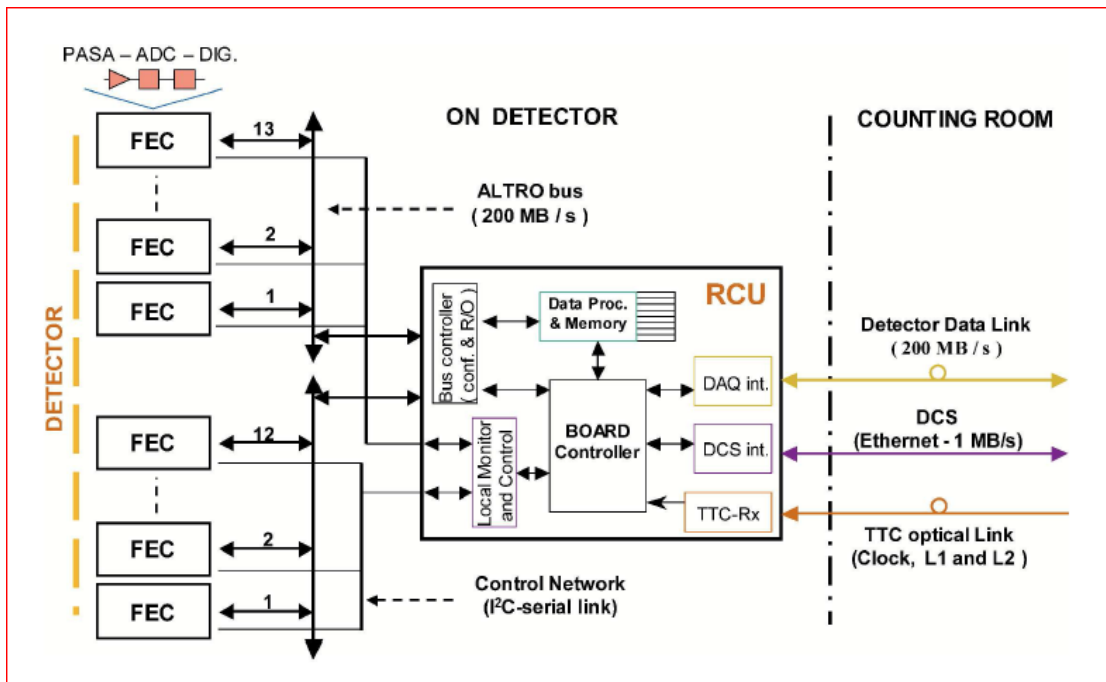 PASA – ADC – DIG.
ON DETECTOR
COUNTING ROOM
FEC
13
ALTRO bus
( 200 MB / s )
FEC
2
FEC
1
DETECTOR
RCU
Bus controller
( conf. & R/O )
Data Proc.
& Memory
Detector Data Link
( 200 MB / s )
DAQ int.
BOARD
Controller
DCS
(Ethernet - 1 MB/s)
DCS int.
FEC
12
Local Monitor
and Control
TTC-Rx
TTC optical Link
(Clock, L1 and L2 )
FEC
2
Control Network
(I²C-serial link)
FEC
1